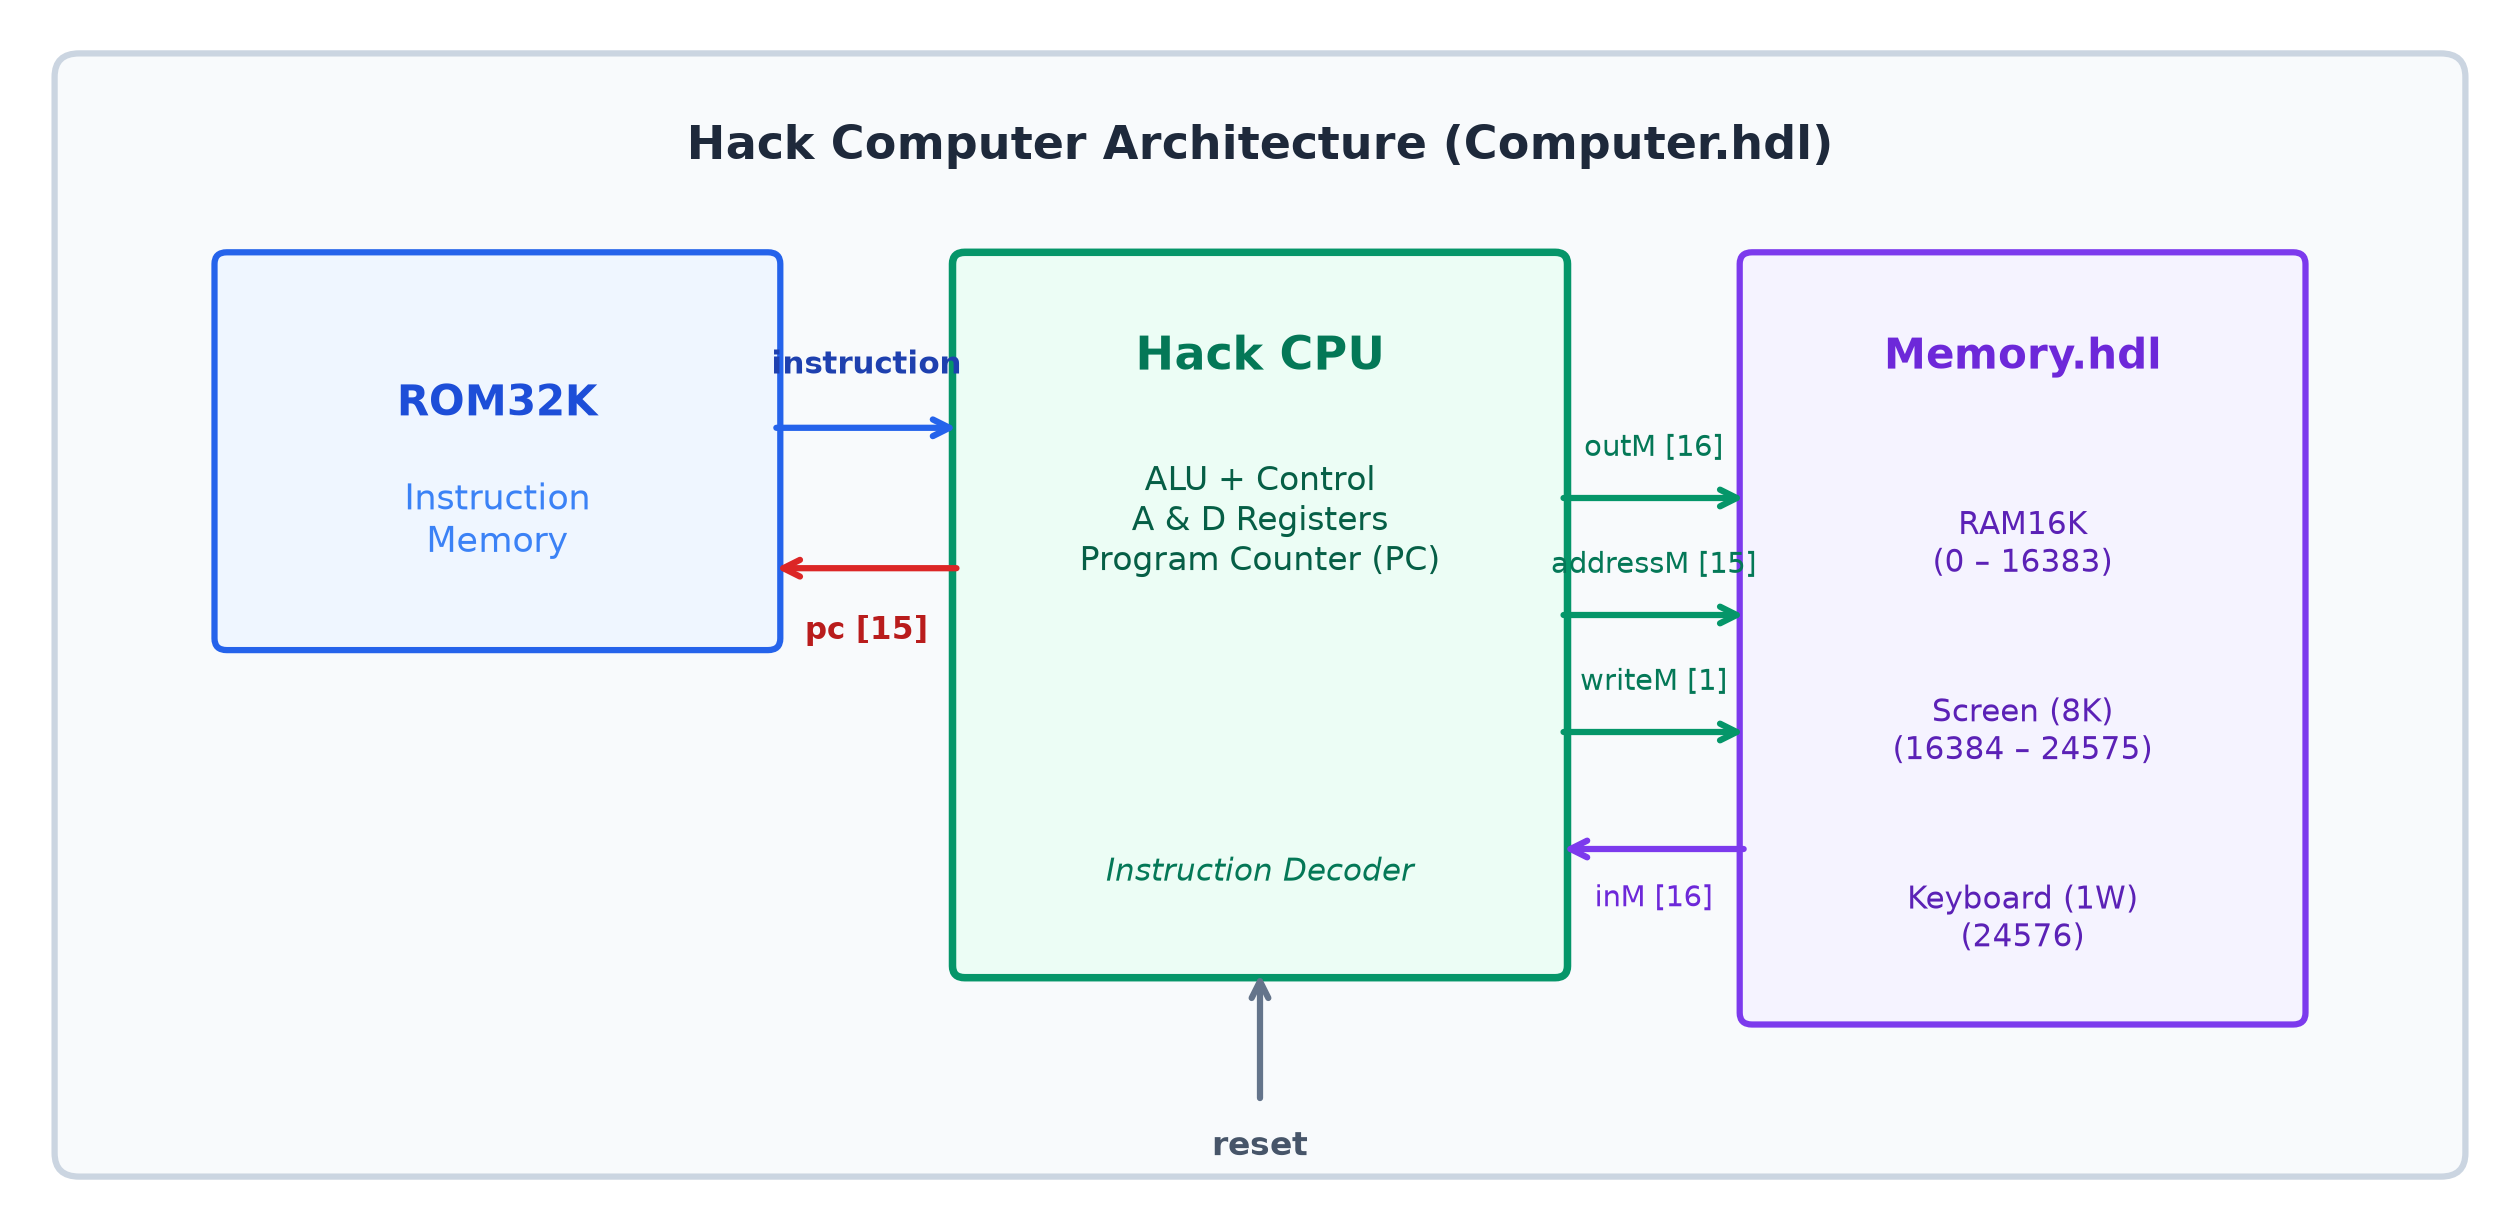 Hack Computer Architecture (Computer.hdl)
ROM32K
Instruction
Memory
instruction
pc [15]
Hack CPU
ALU + Control
A & D Registers
Program Counter (PC)
Instruction Decoder
outM [16]
addressM [15]
writeM [1]
inM [16]
Memory.hdl
RAM16K
(0 – 16383)
Screen (8K)
(16384 – 24575)
Keyboard (1W)
(24576)
reset